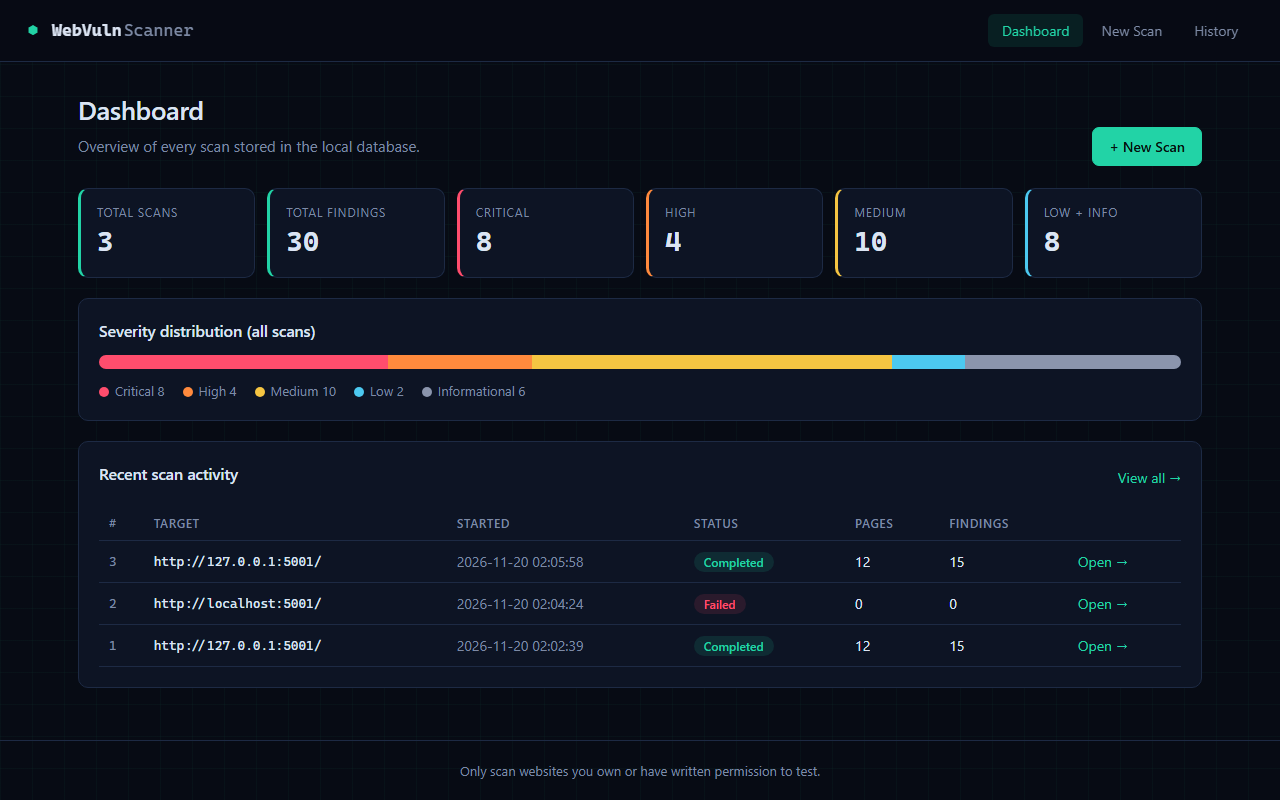 WebVulnScanner
Dashboard New Scan History
Dashboard
Overview of every scan stored in the local database.
+ New Scan
TOTAL SCANS TOTAL FINDINGS CRITICAL HIGH MEDIUM LOW + INFO
3 30 8 4 10 8
Severity distribution (all scans)
Critical 8 High 4 Medium 10 Low 2 Informational 6
Recent scan activity
View all →
# TARGET STARTED STATUS PAGES FINDINGS
3 http://127.0.0.1:5001/ 2026-11-20 02:05:58 Completed 12 15 Open →
2 http://localhost:5001/ 2026-11-20 02:04:24 Failed 0 0 Open →
1 http://127.0.0.1:5001/ 2026-11-20 02:02:39 Completed 12 15 Open →
Only scan websites you own or have written permission to test.